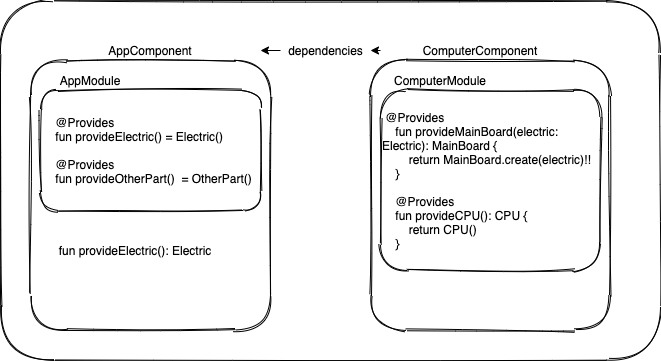 AppComponent
dependencies
ComputerComponent
AppModule
@Provides
fun provideElectric() = Electric()
@Provides
fun provideOtherPart()  = OtherPart()
fun provideElectric(): Electric
ComputerModule
@Provides
fun provideMainBoard(electric:
Electric): MainBoard {
return MainBoard.create(electric)!!
}
@Provides
fun provideCPU(): CPU {
return CPU()
}